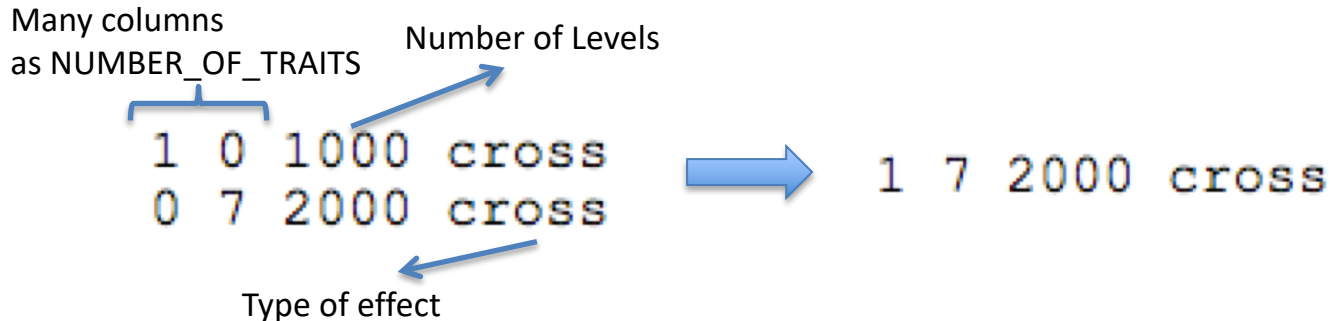 Many columns
as NUMBER_OF_TRAITS
Number of Levels
1 0 1000 cross
0 7 2000 cross
1 7 2000 cross
Type of effect